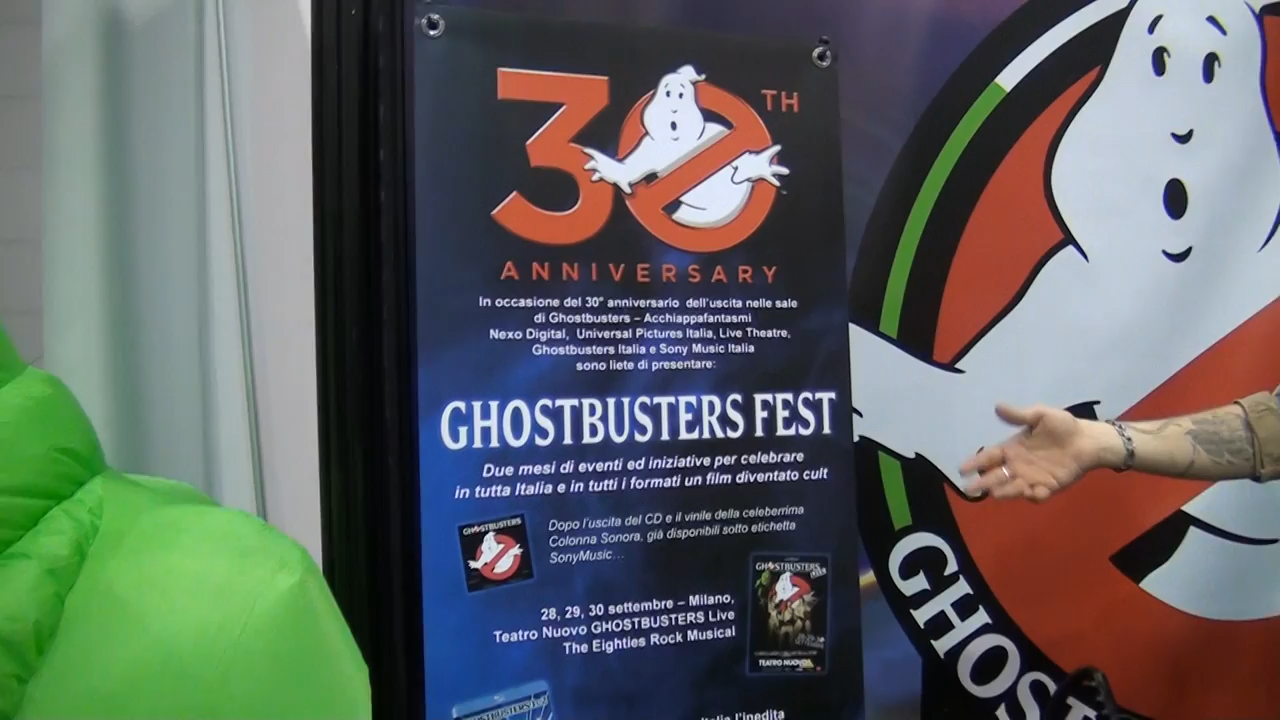 30TH
ANNIVERSARY
In occasione del 30° anniversario dell'uscita nelle sale
di Ghostbusters – Acchiappafantasmi
Nexo Digital, Universal Pictures Italia, Live Theatre,
Ghostbusters Italia e Sony Music Italia
sono liete di presentare:
GHOSTBUSTERS FEST
Due mesi di eventi ed iniziative per celebrare
in tutta Italia e in tutti i formati un film diventato cult
GHOSTBUSTERS
Dopo l'uscita del CD e il vinile della celeberrima
Colonna Sonora, già disponibili sotto etichetta
SonyMusic...
28, 29, 30 settembre – Milano,
Teatro Nuovo GHOSTBUSTERS Live
The Eighties Rock Musical
GHOSTBUSTERS
TEATRO NUOVO
l'inedita
GHOS